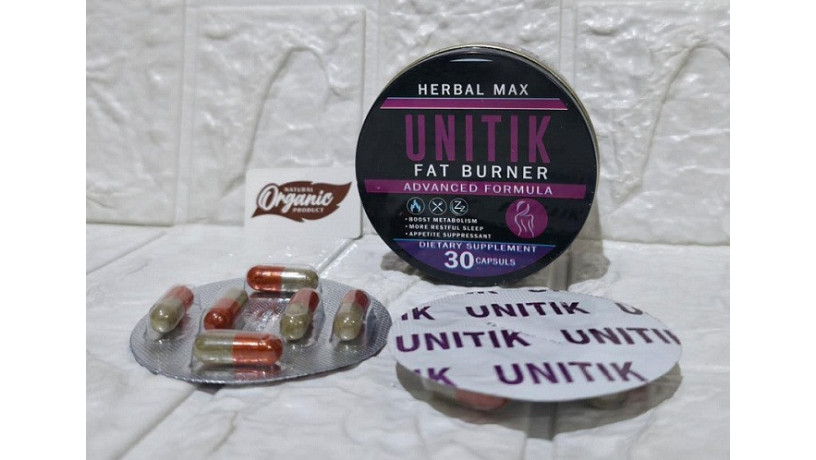 HERBAL MAX
UNITIK
FAT BURNER
ADVANCED FORMULA
•BOOST METABOLISM
•MORE RESTFUL SLEEP
•APPETITE SUPPRESSANT
DIETARY SUPPLEMENT
30 CAPSULS
NATURAL
Organic
PRODUCT
UNITIK
UNITIK
UNITIK